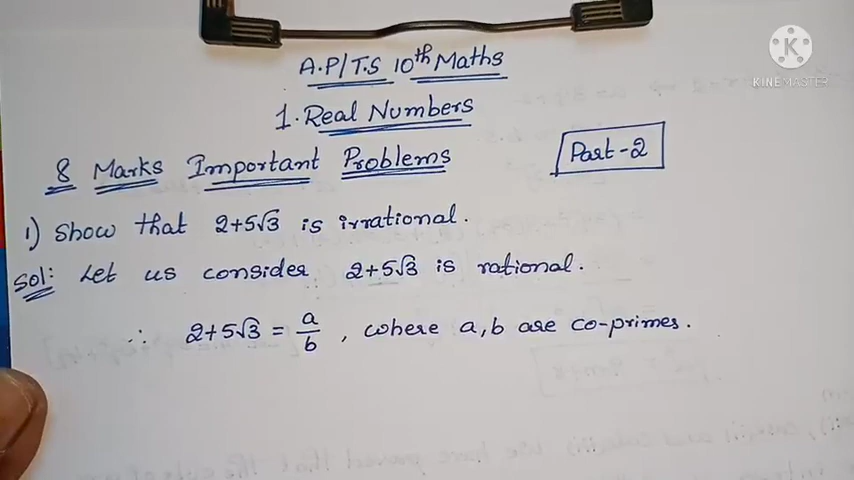 A.P/T.S 10th Maths
1. Real Numbers
8 Marks Important Problems
Part-2
1) Show that 2+5√3 is irrational.
Sol: Let us consider 2+5√3 is rational.
∴ 2+5√3 = a/b , where a,b are co-primes.
KINEMASTER